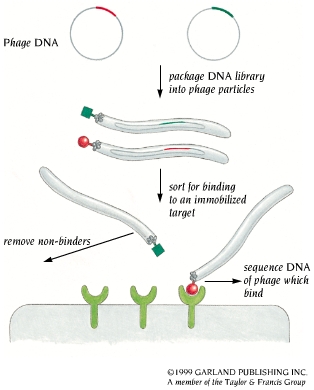 Phage DNA
package DNA library
into phage particles
sort for binding
to an immobilized
target
remove non-binders
sequence DNA
of phage which
bind
©1999 GARLAND PUBLISHING INC.
A member of the Taylor & Francis Group